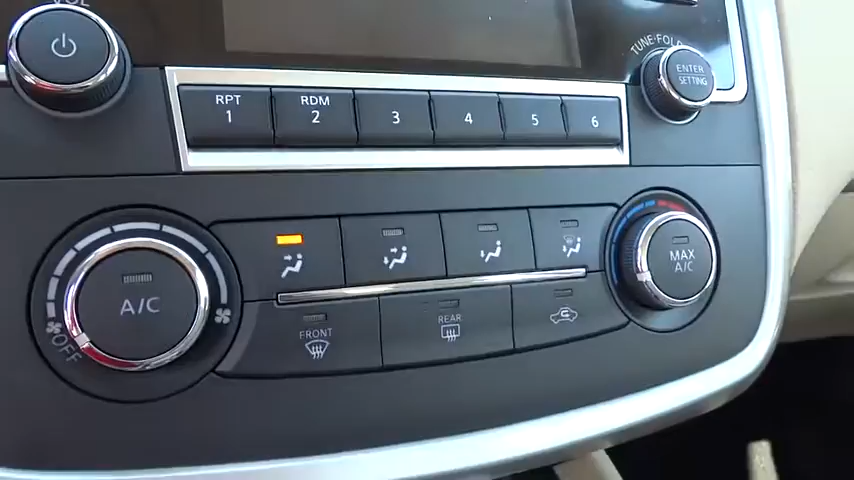 VOL
TUNE·FOLDER
ENTER
SETTING
RPT
1
RDM
2
3
4
5
6
A/C
OFF
MAX
A/C
FRONT
REAR